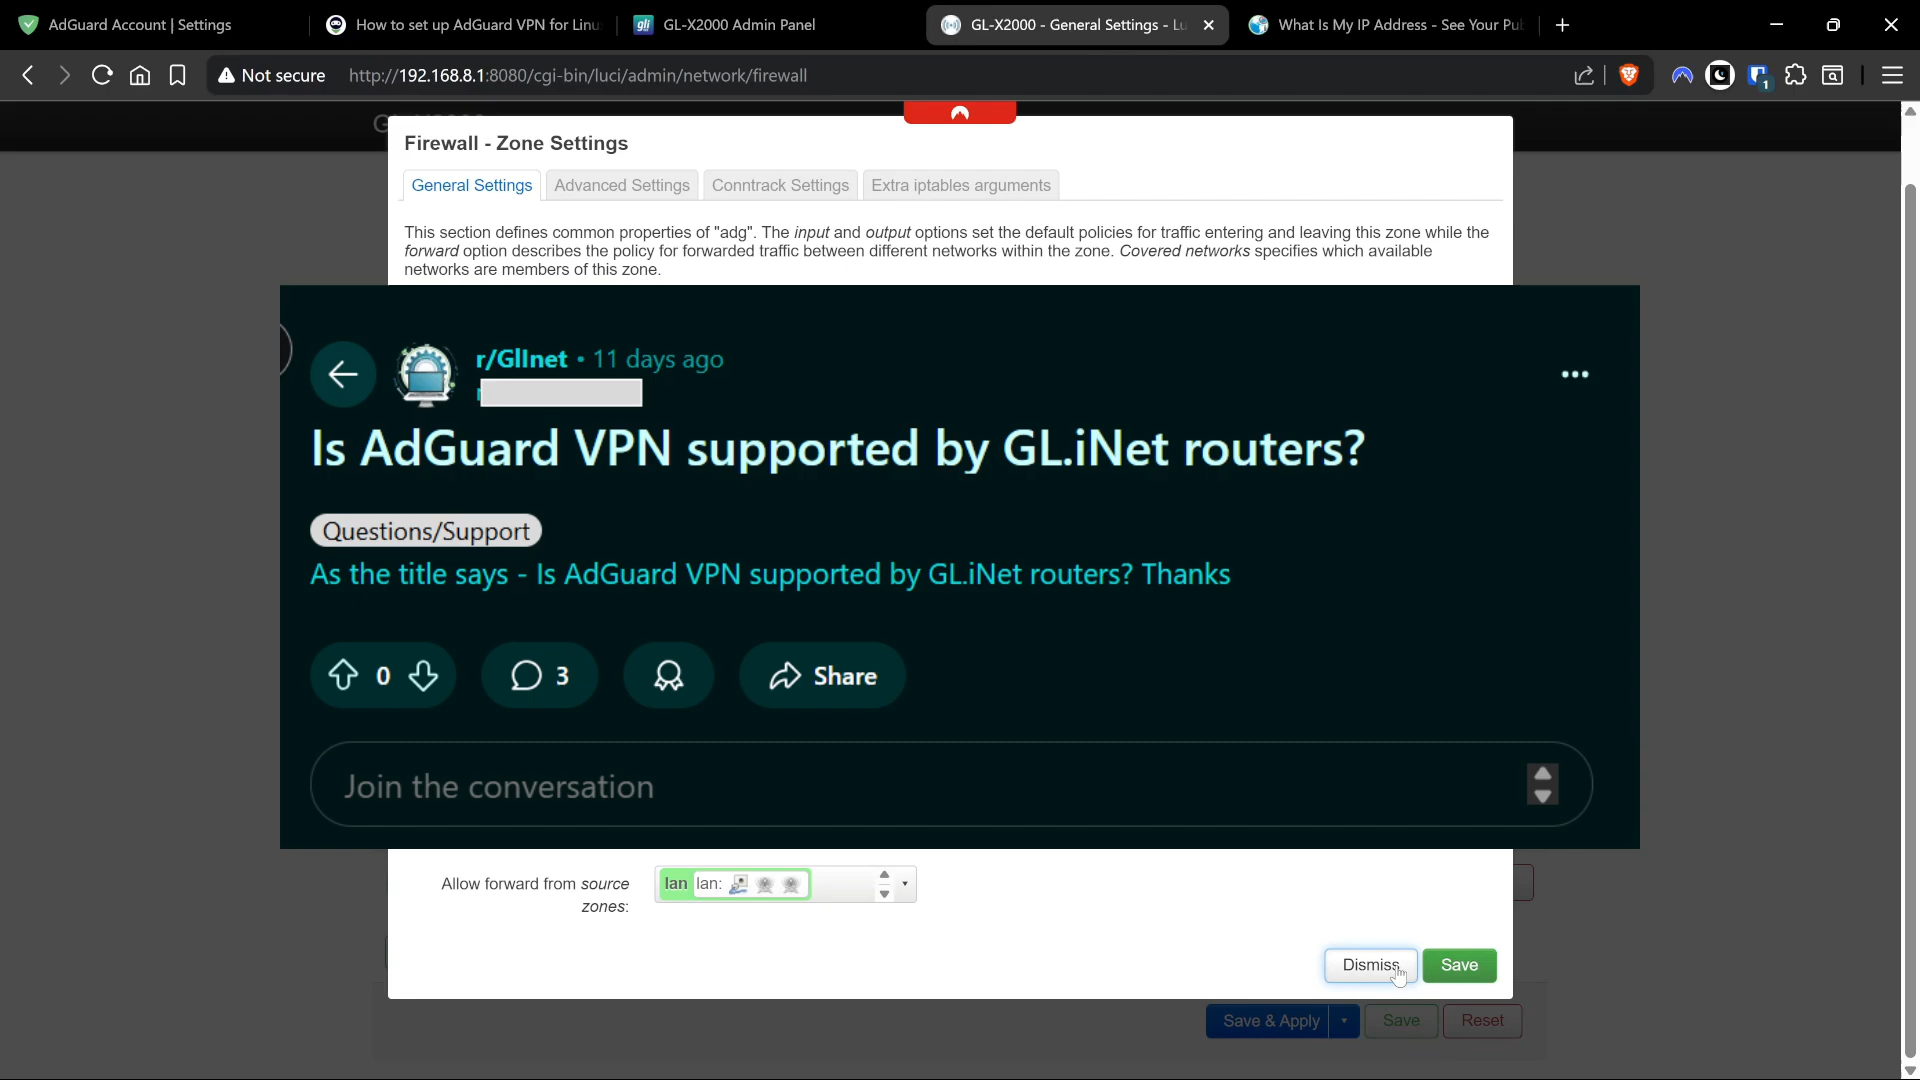 AdGuard Account | Settings
How to set up AdGuard VPN for Linu
gli GL-X2000 Admin Panel
GL-X2000 - General Settings - Lu
What Is My IP Address - See Your Pu
Not secure http://192.168.8.1:8080/cgi-bin/luci/admin/network/firewall
1
Firewall - Zone Settings
General Settings Advanced Settings Conntrack Settings Extra iptables arguments
This section defines common properties of "adg". The input and output options set the default policies for traffic entering and leaving this zone while the
forward option describes the policy for forwarded traffic between different networks within the zone. Covered networks specifies which available
networks are members of this zone.
r/GlInet • 11 days ago
Is AdGuard VPN supported by GL.iNet routers?
Questions/Support
As the title says - Is AdGuard VPN supported by GL.iNet routers? Thanks
0 3 Share
Join the conversation
Allow forward from source
zones:
lan lan:
Dismiss Save
Save & Apply Save Reset